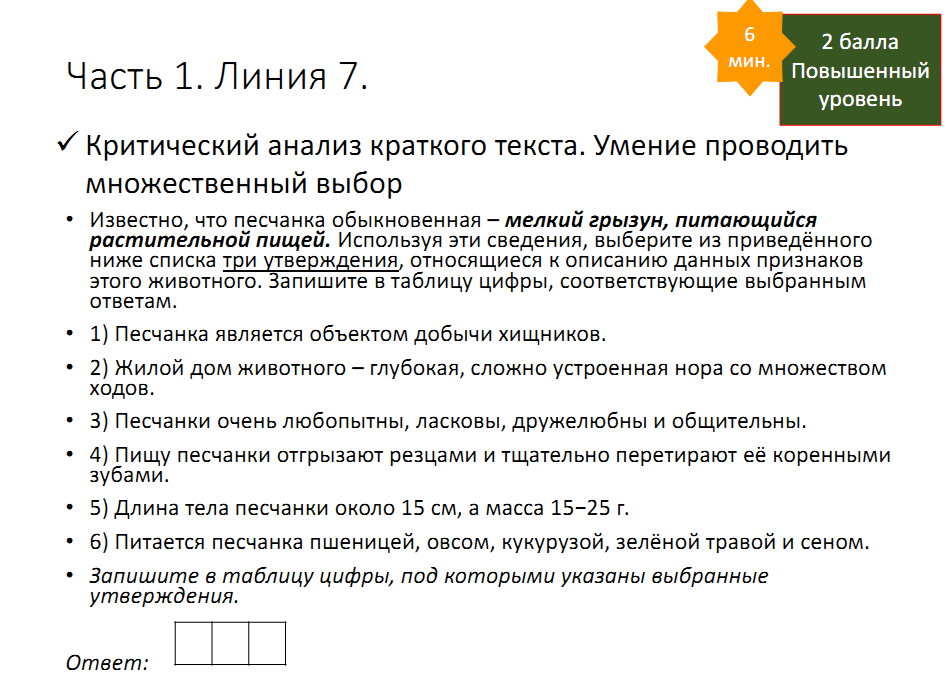 6
мин.
2 балла
Повышенный
уровень
Часть 1. Линия 7.
✓ Критический анализ краткого текста. Умение проводить
множественный выбор
• Известно, что песчанка обыкновенная – мелкий грызун, питающийся
растительной пищей. Используя эти сведения, выберите из приведённого
ниже списка три утверждения, относящиеся к описанию данных признаков
этого животного. Запишите в таблицу цифры, соответствующие выбранным
ответам.
• 1) Песчанка является объектом добычи хищников.
• 2) Жилой дом животного – глубокая, сложно устроенная нора со множеством
ходов.
• 3) Песчанки очень любопытны, ласковы, дружелюбны и общительны.
• 4) Пищу песчанки отгрызают резцами и тщательно перетирают её коренными
зубами.
• 5) Длина тела песчанки около 15 см, а масса 15–25 г.
• 6) Питается песчанка пшеницей, овсом, кукурузой, зелёной травой и сеном.
• Запишите в таблицу цифры, под которыми указаны выбранные
утверждения.
Ответ: